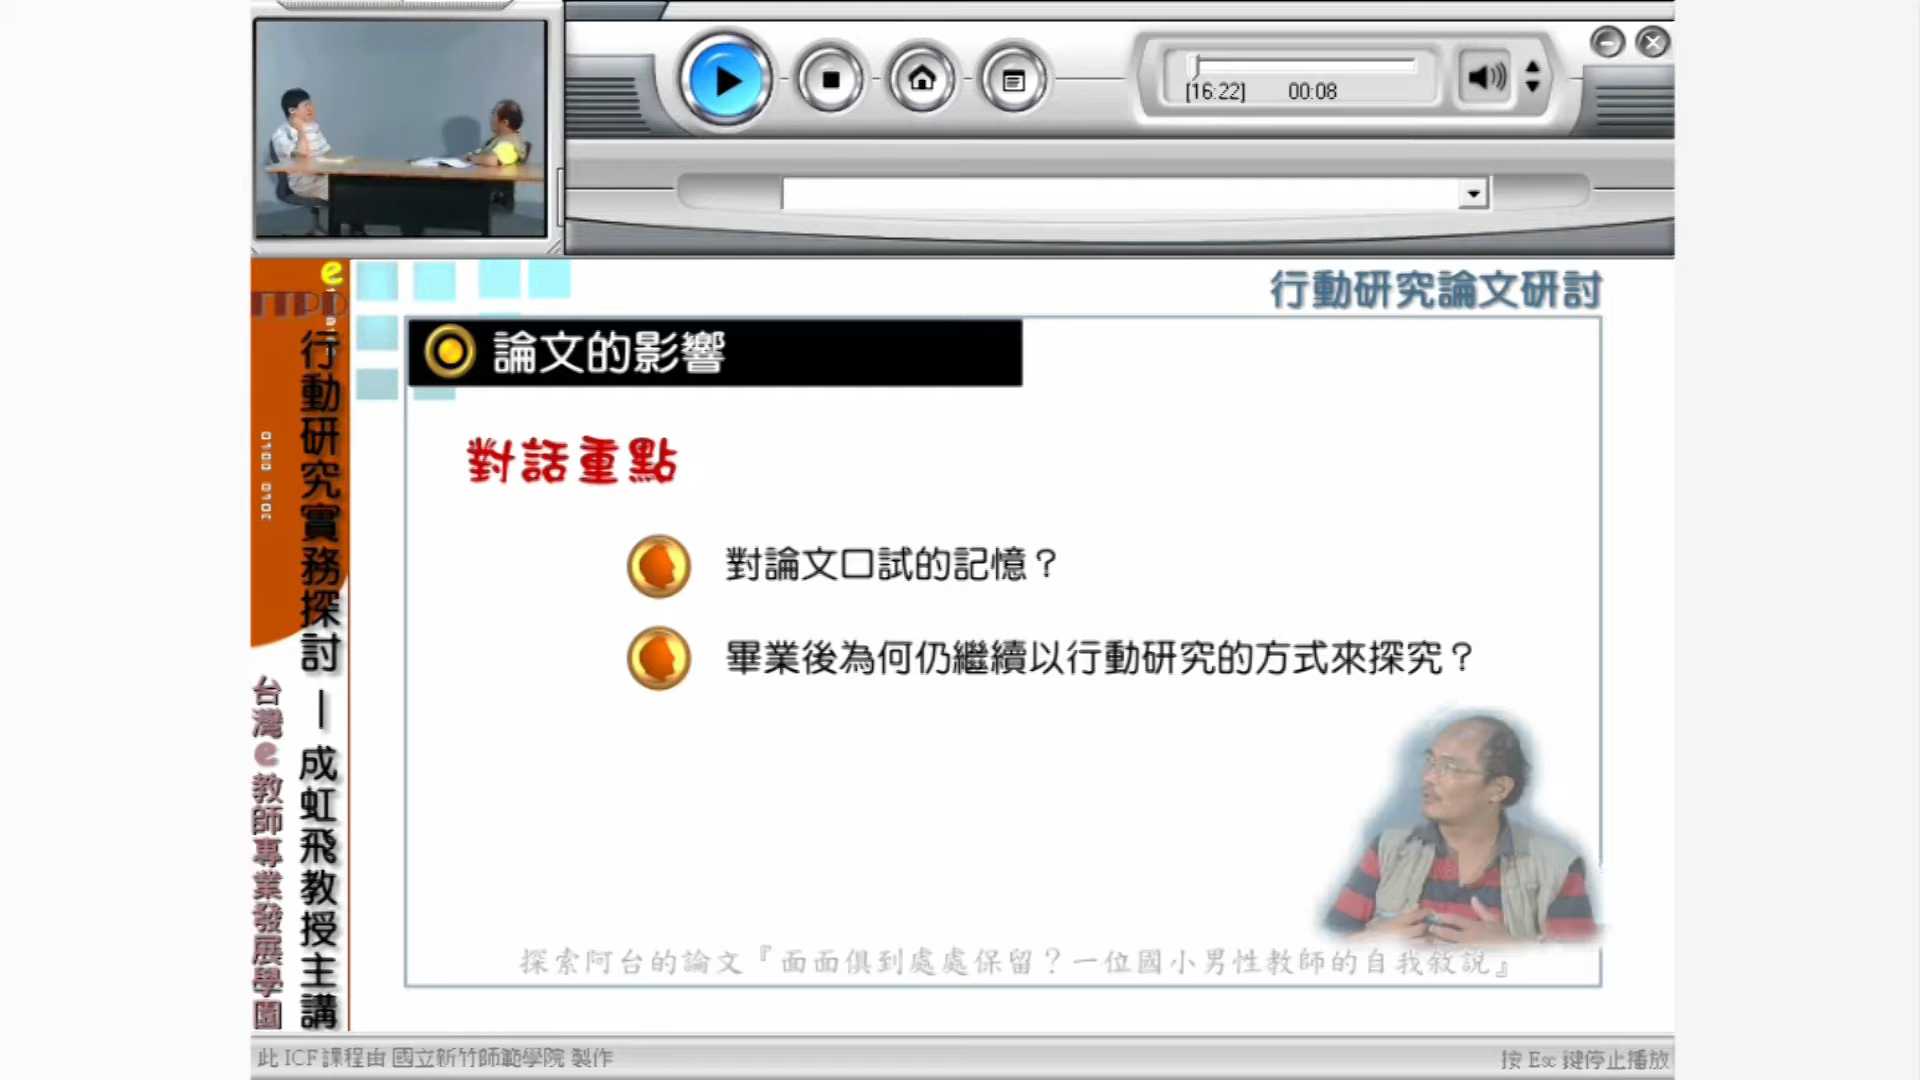 [16:22] 00:08
行動研究論文研討
論文的影響
對話重點
對論文口試的記憶？
畢業後為何仍繼續以行動研究的方式來探究？
探索阿台的論文『面面俱到處處保留？一位國小男性教師的自我敘說』
行動研究實務探討－成虹飛教授主講
台灣e教師專業發展學園
此 ICF 課程由 國立新竹師範學院 製作
按 Esc 鍵停止播放